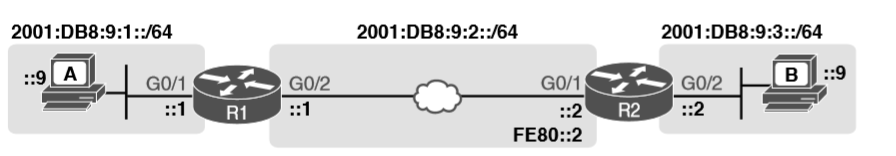 2001:DB8:9:1::/64
2001:DB8:9:2::/64
2001:DB8:9:3::/64
::9
A
G0/1
::1
R1
G0/2
::1
G0/1
::2
FE80::2
R2
G0/2
::2
B
::9